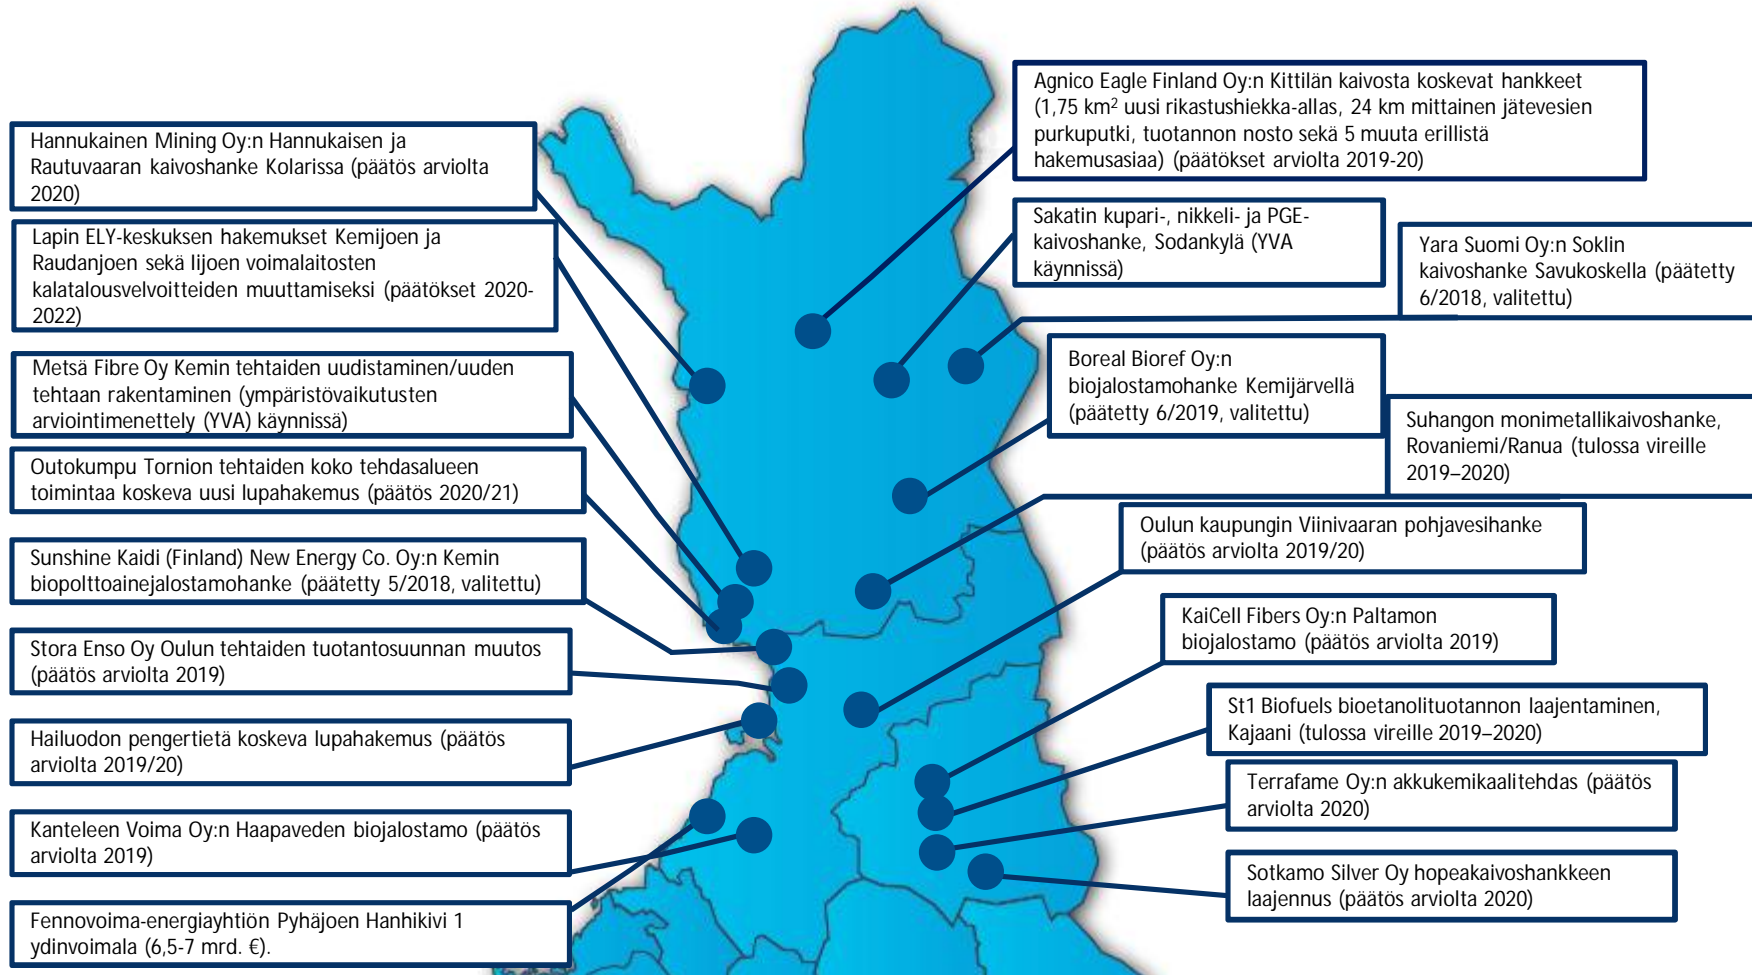 Hannukainen Mining Oy:n Hannukaisen ja
Rautuvaaran kaivoshanke Kolarissa (päätös arviolta
2020)
Lapin ELY-keskuksen hakemukset Kemijoen ja
Raudanjoen sekä Iijoen voimalaitosten
kalatalousvelvoitteiden muuttamiseksi (päätökset 2020-
2022)
Metsä Fibre Oy Kemin tehtaiden uudistaminen/uuden
tehtaan rakentaminen (ympäristövaikutusten
arviointimenettely (YVA) käynnissä)
Outokumpu Tornion tehtaiden koko tehdasalueen
toimintaa koskeva uusi lupahakemus (päätös 2020/21)
Sunshine Kaidi (Finland) New Energy Co. Oy:n Kemin
biopolttoainejalostamohanke (päätetty 5/2018, valitettu)
Stora Enso Oy Oulun tehtaiden tuotantosuunnan muutos
(päätös arviolta 2019)
Hailuodon pengertietä koskeva lupahakemus (päätös
arviolta 2019/20)
Kanteleen Voima Oy:n Haapaveden biojalostamo (päätös
arviolta 2019)
Fennovoima-energiayhtiön Pyhäjoen Hanhikivi 1
ydinvoimala (6,5-7 mrd. €).
Agnico Eagle Finland Oy:n Kittilän kaivosta koskevat hankkeet
(1,75 km² uusi rikastushiekka-allas, 24 km mittainen jätevesien
purkuputki, tuotannon nosto sekä 5 muuta erillistä
hakemusasiaa) (päätökset arviolta 2019-20)
Sakatin kupari-, nikkeli- ja PGE-
kaivoshanke, Sodankylä (YVA
käynnissä)
Yara Suomi Oy:n Soklin
kaivoshanke Savukoskella (päätetty
6/2018, valitettu)
Boreal Bioref Oy:n
biojalostamohanke Kemijärvellä
(päätetty 6/2019, valitettu)
Suhangon monimetallikaivoshanke,
Rovaniemi/Ranua (tulossa vireille
2019–2020)
Oulun kaupungin Viinivaaran pohjavesihanke
(päätös arviolta 2019/20)
KaiCell Fibers Oy:n Paltamon
biojalostamo (päätös arviolta 2019)
St1 Biofuels bioetanolituotannon laajentaminen,
Kajaani (tulossa vireille 2019–2020)
Terrafame Oy:n akkukemikaalitehdas (päätös
arviolta 2020)
Sotkamo Silver Oy hopeakaivoshankkeen
laajennus (päätös arviolta 2020)